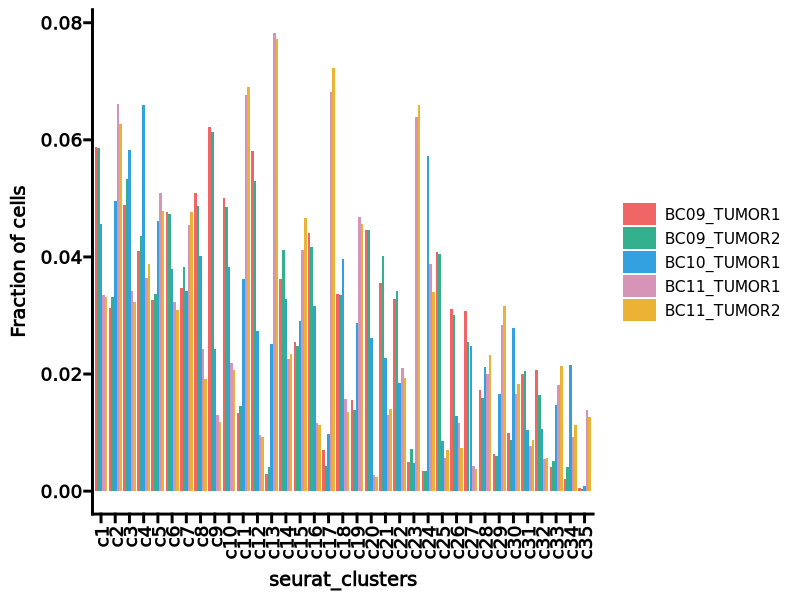 0.08
0.06
0.04
0.02
0.00
Fraction of cells
c1
c2
c3
c4
c5
c6
c7
c8
c9
c10
c11
c12
c13
c14
c15
c16
c17
c18
c19
c20
c21
c22
c23
c24
c25
c26
c27
c28
c29
c30
c31
c32
c33
c34
c35
seurat_clusters
BC09_TUMOR1
BC09_TUMOR2
BC10_TUMOR1
BC11_TUMOR1
BC11_TUMOR2